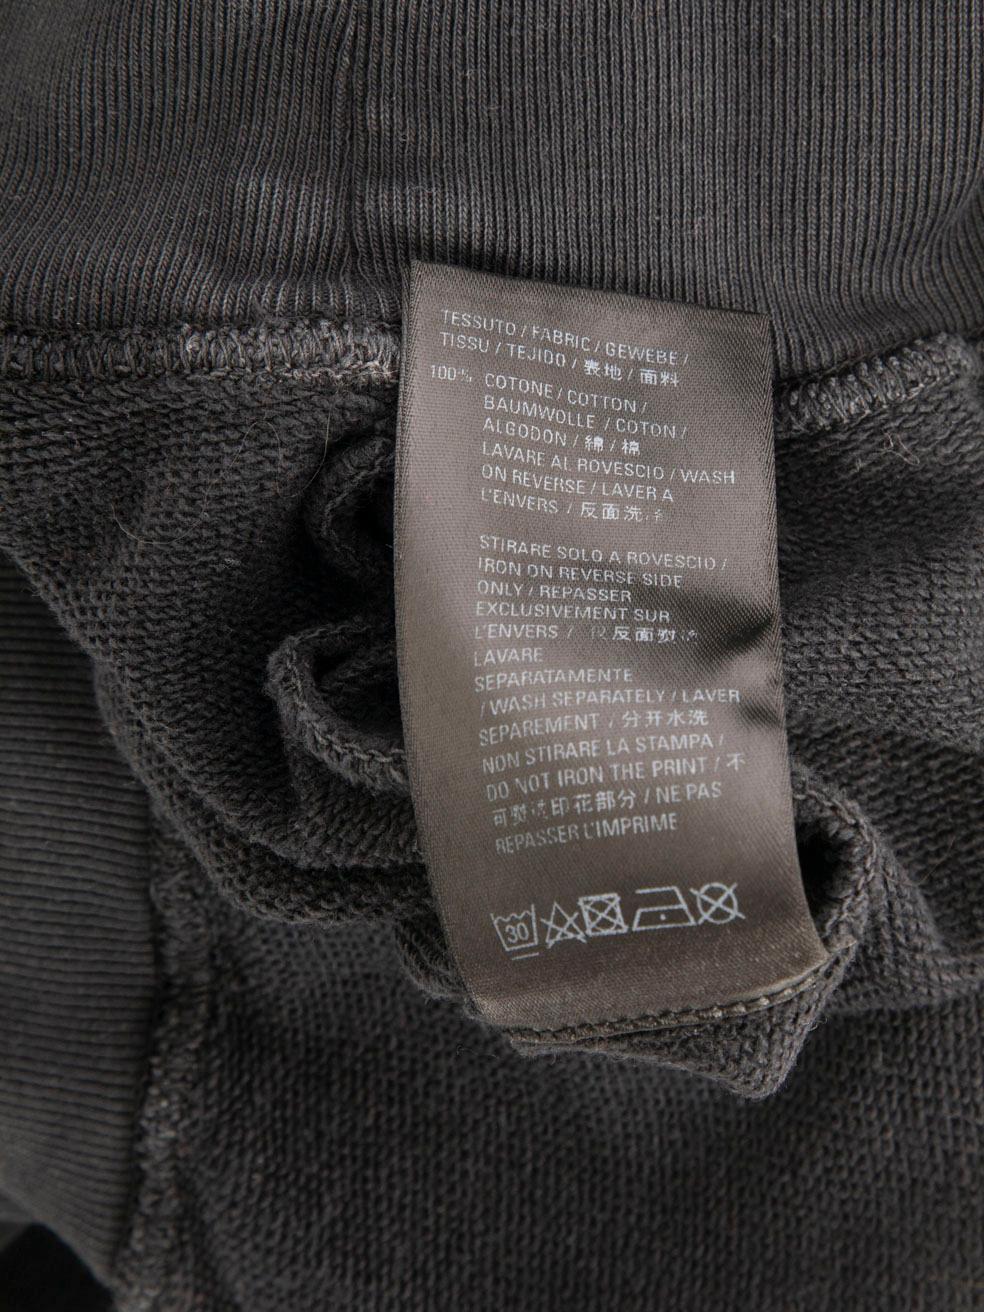 TESSUTO / FABRIC / GEWEBE /
TISSU / TEJIDO / 表地 / 面料
100% COTONE / COTTON /
BAUMWOLLE / COTON /
ALGODON / 綿 / 棉
LAVARE AL ROVESCIO / WASH
ON REVERSE / LAVER A
L'ENVERS / 反面洗
STIRARE SOLO A ROVESCIO /
IRON ON REVERSE SIDE
ONLY / REPASSER
EXCLUSIVEMENT SUR
L'ENVERS / 反面熨
LAVARE
SEPARATAMENTE
/ WASH SEPARATELY / LAVER
SEPAREMENT / 分开水洗
NON STIRARE LA STAMPA /
DO NOT IRON THE PRINT / 不
可熨 印花部分 / NE PAS
REPASSER L'IMPRIME
30